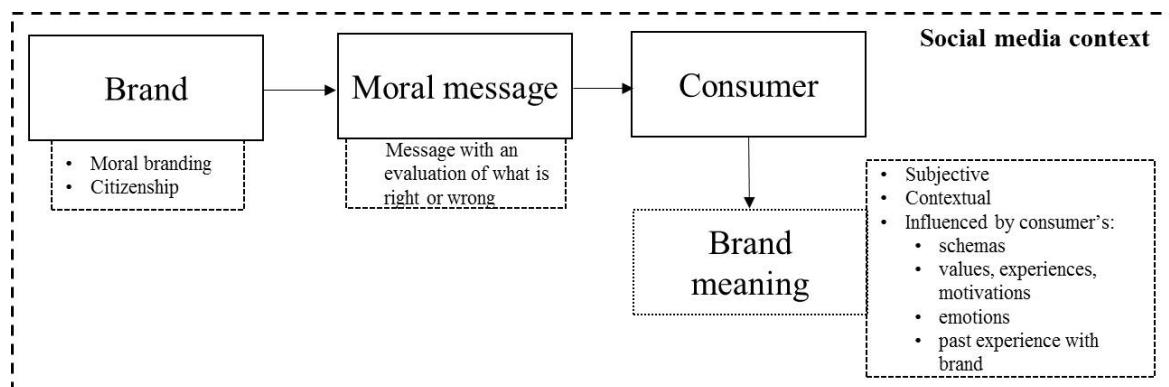 Social media context
Brand
Moral message
Consumer
• Moral branding
• Citizenship
Message with an
evaluation of what is
right or wrong
Brand
meaning
• Subjective
• Contextual
• Influenced by consumer’s:
• schemas
• values, experiences,
motivations
• emotions
• past experience with
brand